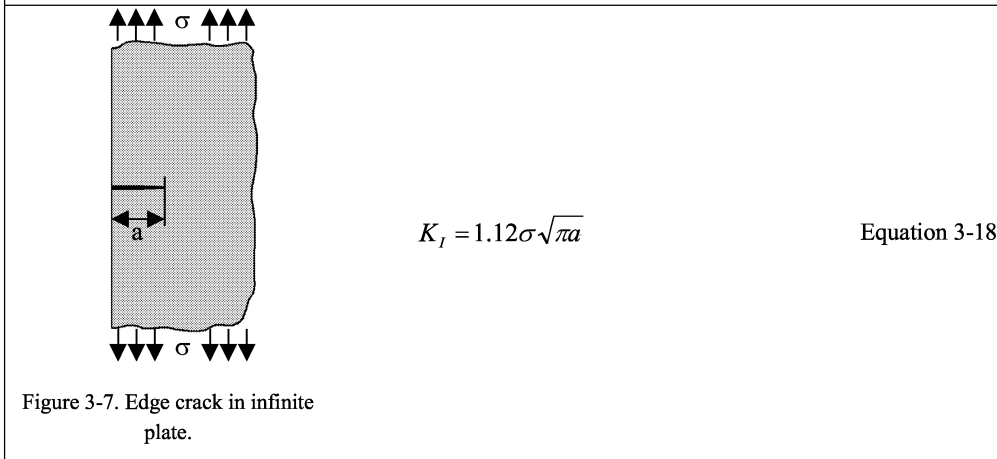 σ
a
K_I = 1.12σ√πa
Equation 3-18
σ
Figure 3-7. Edge crack in infinite
plate.